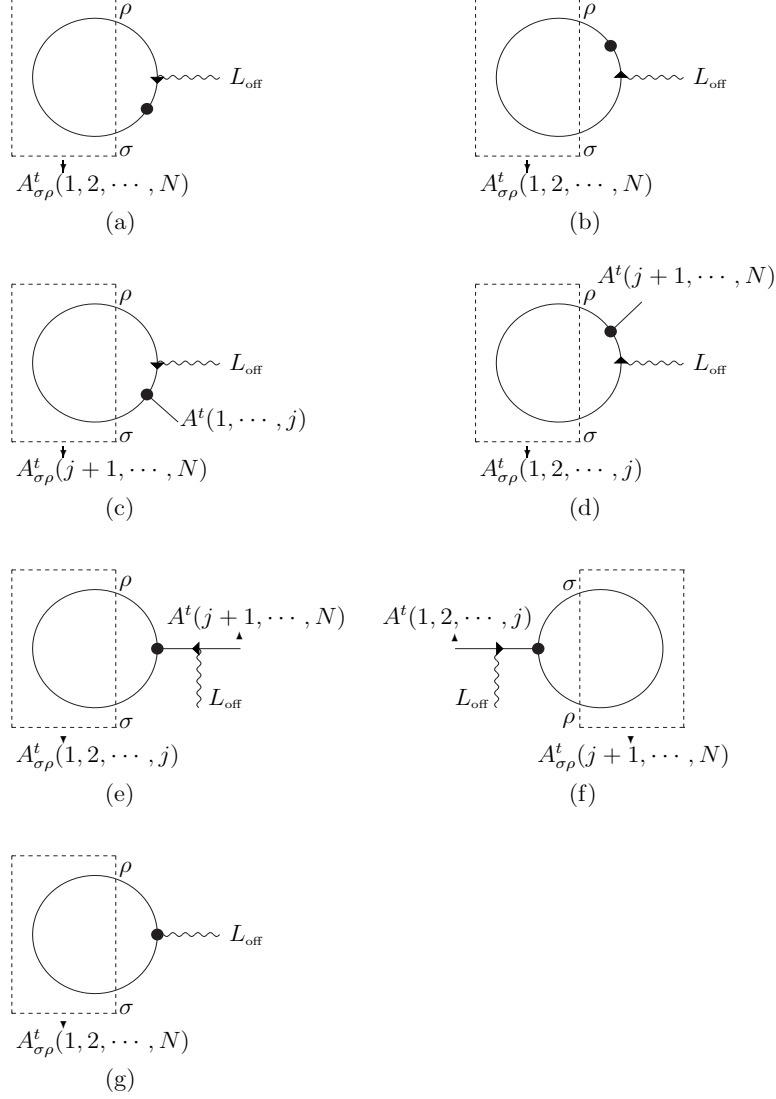 ρ ρ
L_off L_off
σ σ
A^t_{σρ}(1, 2, ⋯ , N) A^t_{σρ}(1, 2, ⋯ , N)
(a) (b)
A^t(j + 1, ⋯ , N)
ρ ρ
L_off L_off
A^t(1, ⋯ , j)
σ σ
A^t_{σρ}(j + 1, ⋯ , N) A^t_{σρ}(1, 2, ⋯ , j)
(c) (d)
ρ σ
A^t(j + 1, ⋯ , N) A^t(1, 2, ⋯ , j)
L_off L_off
σ ρ
A^t_{σρ}(1, 2, ⋯ , j) A^t_{σρ}(j + 1, ⋯ , N)
(e) (f)
ρ
L_off
σ
A^t_{σρ}(1, 2, ⋯ , N)
(g)